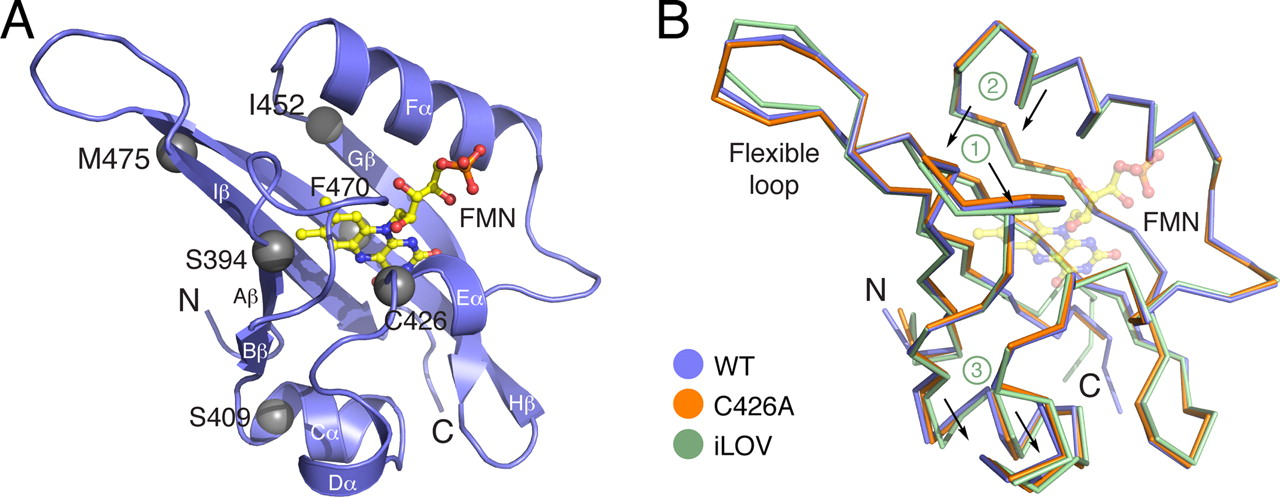 A
I452
Fα
M475
Gβ
F470
Iβ
FMN
S394
N
Aβ
Eα
C426
Bβ
Hβ
S409
Cα
C
Dα
B
2
1
Flexible
loop
FMN
N
3
WT
C
C426A
iLOV